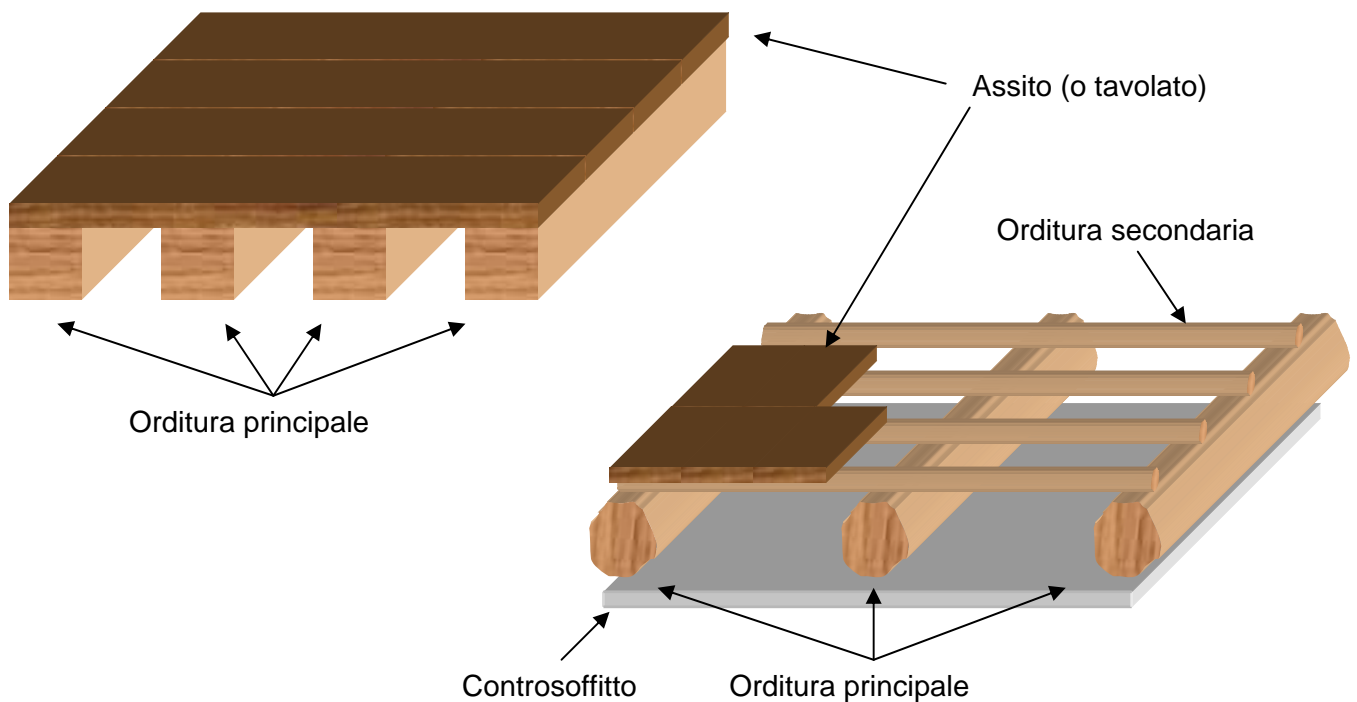 Assito (o tavolato)
Orditura secondaria
Orditura principale
Controsoffitto
Orditura principale